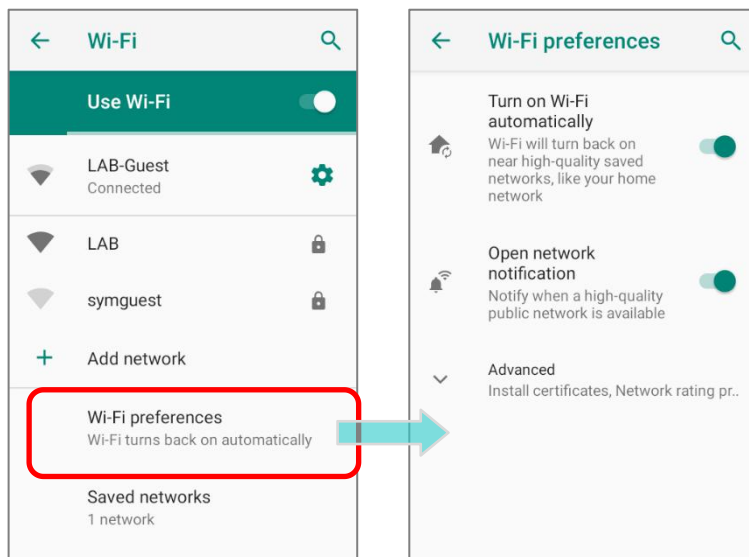 Wi-Fi
Use Wi-Fi
LAB-Guest
Connected
LAB
symguest
Add network
Wi-Fi preferences
Wi-Fi turns back on automatically
Saved networks
1 network
Wi-Fi preferences
Turn on Wi-Fi
automatically
Wi-Fi will turn back on
near high-quality saved
networks, like your home
network
Open network
notification
Notify when a high-quality
public network is available
Advanced
Install certificates, Network rating pr..